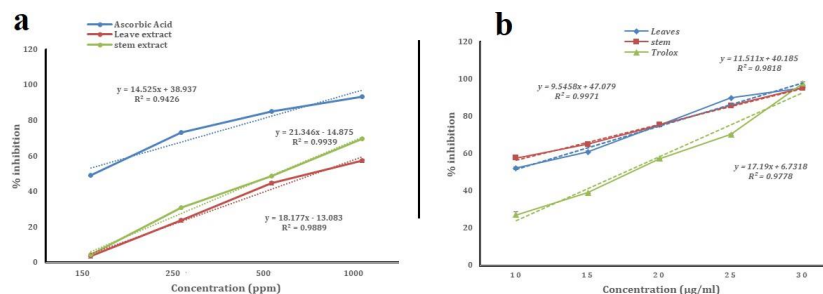 a
Ascorbic Acid
Leave extract
stem extract
120
100
80
60
40
20
0
% inhibition
y = 14.525x + 38.937
R² = 0.9426
y = 21.346x - 14.875
R² = 0.9939
y = 18.177x - 13.083
R² = 0.9889
150 250 500 1000
Concentration (ppm)
b
Leaves
stem
Trolox
120
100
80
60
40
20
0
% inhibition
y = 11.511x + 40.185
R² = 0.9818
y = 9.5458x + 47.079
R² = 0.9971
y = 17.19x + 6.7318
R² = 0.9778
10 15 20 25 30
Concentration (µg/ml)